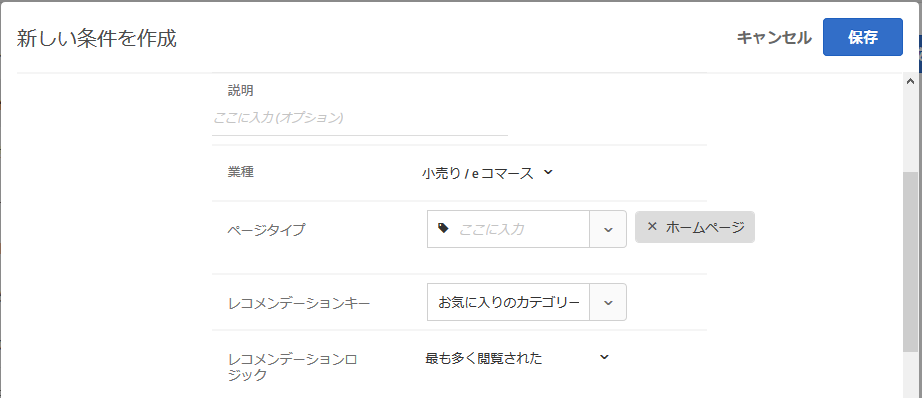 新しい条件を作成
キャンセル
保存
説明
ここに入力 (オプション)
業種
小売り / e コマース
ページタイプ
ここに入力
× ホームページ
レコメンデーションキー
お気に入りのカテゴリー
レコメンデーションロ
ジック
最も多く閲覧された